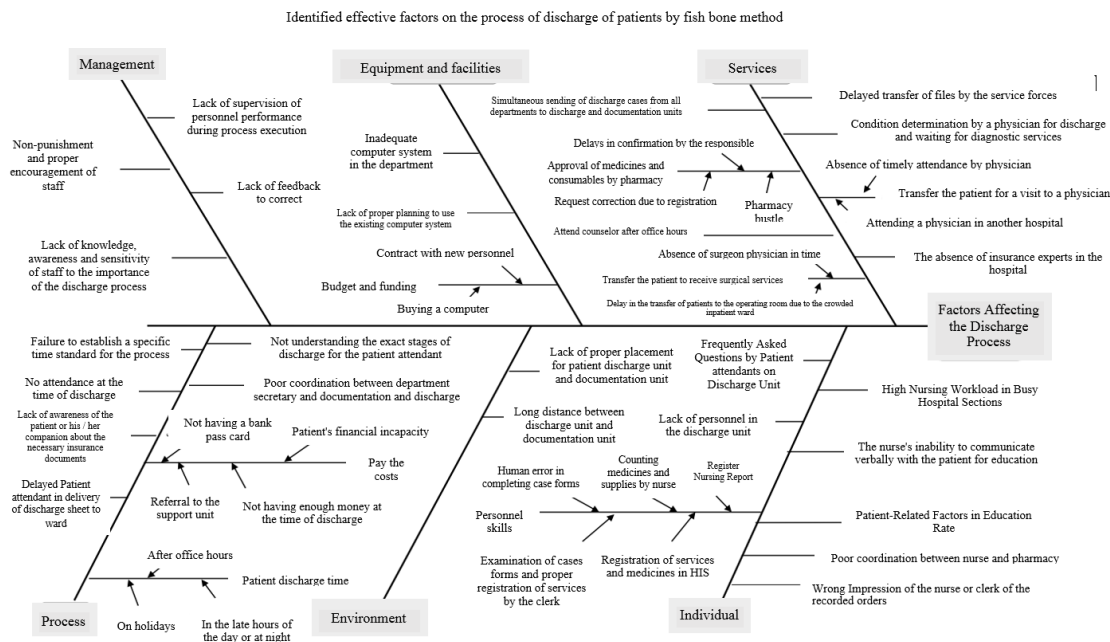 Identified effective factors on the process of discharge of patients by fish bone method
Management
Equipment and facilities
Services
Lack of supervision of
personnel performance
during process execution
Non-punishment
and proper
encouragement of
staff
Lack of feedback
to correct
Lack of knowledge,
awareness and sensitivity
of staff to the importance
of the discharge process
Inadequate
computer system
in the department
Lack of proper planning to use
the existing computer system
Contract with new personnel
Budget and funding
Buying a computer
Simultaneous sending of discharge cases from all
departments to discharge and documentation units
Delays in confirmation by the responsible
Approval of medicines and
consumables by pharmacy
Request correction due to registration
Pharmacy
bustle
Attend counselor after office hours
Absence of surgeon physician in time
Transfer the patient to receive surgical services
Delay in the transfer of patients to the operating room due to the crowded
inpatient ward
Delayed transfer of files by the service forces
Condition determination by a physician for discharge
and waiting for diagnostic services
Absence of timely attendance by physician
Transfer the patient for a visit to a physician
Attending a physician in another hospital
The absence of insurance experts in the
hospital
Factors Affecting
the Discharge
Process
Failure to establish a specific
time standard for the process
Not understanding the exact stages of
discharge for the patient attendant
No attendance at the
time of discharge
Poor coordination between department
secretary and documentation and discharge
Lack of awareness of the
patient or his / her
companion about the
necessary insurance
documents
Not having a bank
pass card
Patient's financial incapacity
Pay the
costs
Delayed Patient
attendant in delivery
of discharge sheet to
ward
Referral to the
support unit
Not having enough money at
the time of discharge
After office hours
Patient discharge time
On holidays
In the late hours of
the day or at night
Process
Lack of proper placement
for patient discharge unit
and documentation unit
Long distance between
discharge unit and
documentation unit
Environment
Frequently Asked
Questions by Patient
attendants on
Discharge Unit
Lack of personnel in
the discharge unit
Human error in
completing case forms
Counting
medicines and
supplies by nurse
Register
Nursing Report
Personnel
skills
Examination of cases
forms and proper
registration of services
by the clerk
Registration of services
and medicines in HIS
High Nursing Workload in Busy
Hospital Sections
The nurse's inability to communicate
verbally with the patient for education
Patient-Related Factors in Education
Rate
Poor coordination between nurse and pharmacy
Wrong Impression of the nurse or clerk of the
recorded orders
Individual